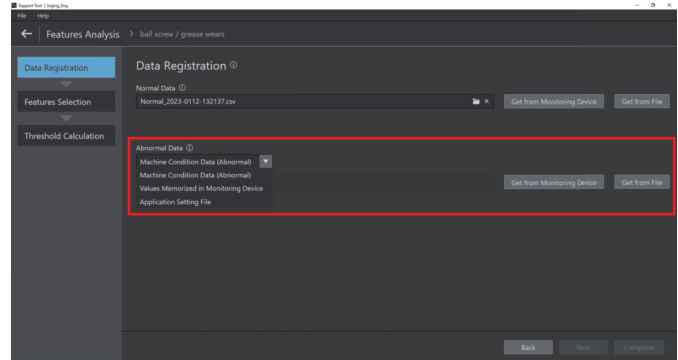 Support Tool | loging_Eng
File Help
Features Analysis > ball screw / grease wears
Data Registration
Features Selection
Threshold Calculation
Data Registration
Normal Data
Normal_2023-0112-132137.csv
Get from Monitoring Device Get from File
Abnormal Data
Machine Condition Data (Abnormal)
Machine Condition Data (Abnormal)
Values Memorized in Monitoring Device
Application Setting File
Get from Monitoring Device Get from File
Back Next Complete